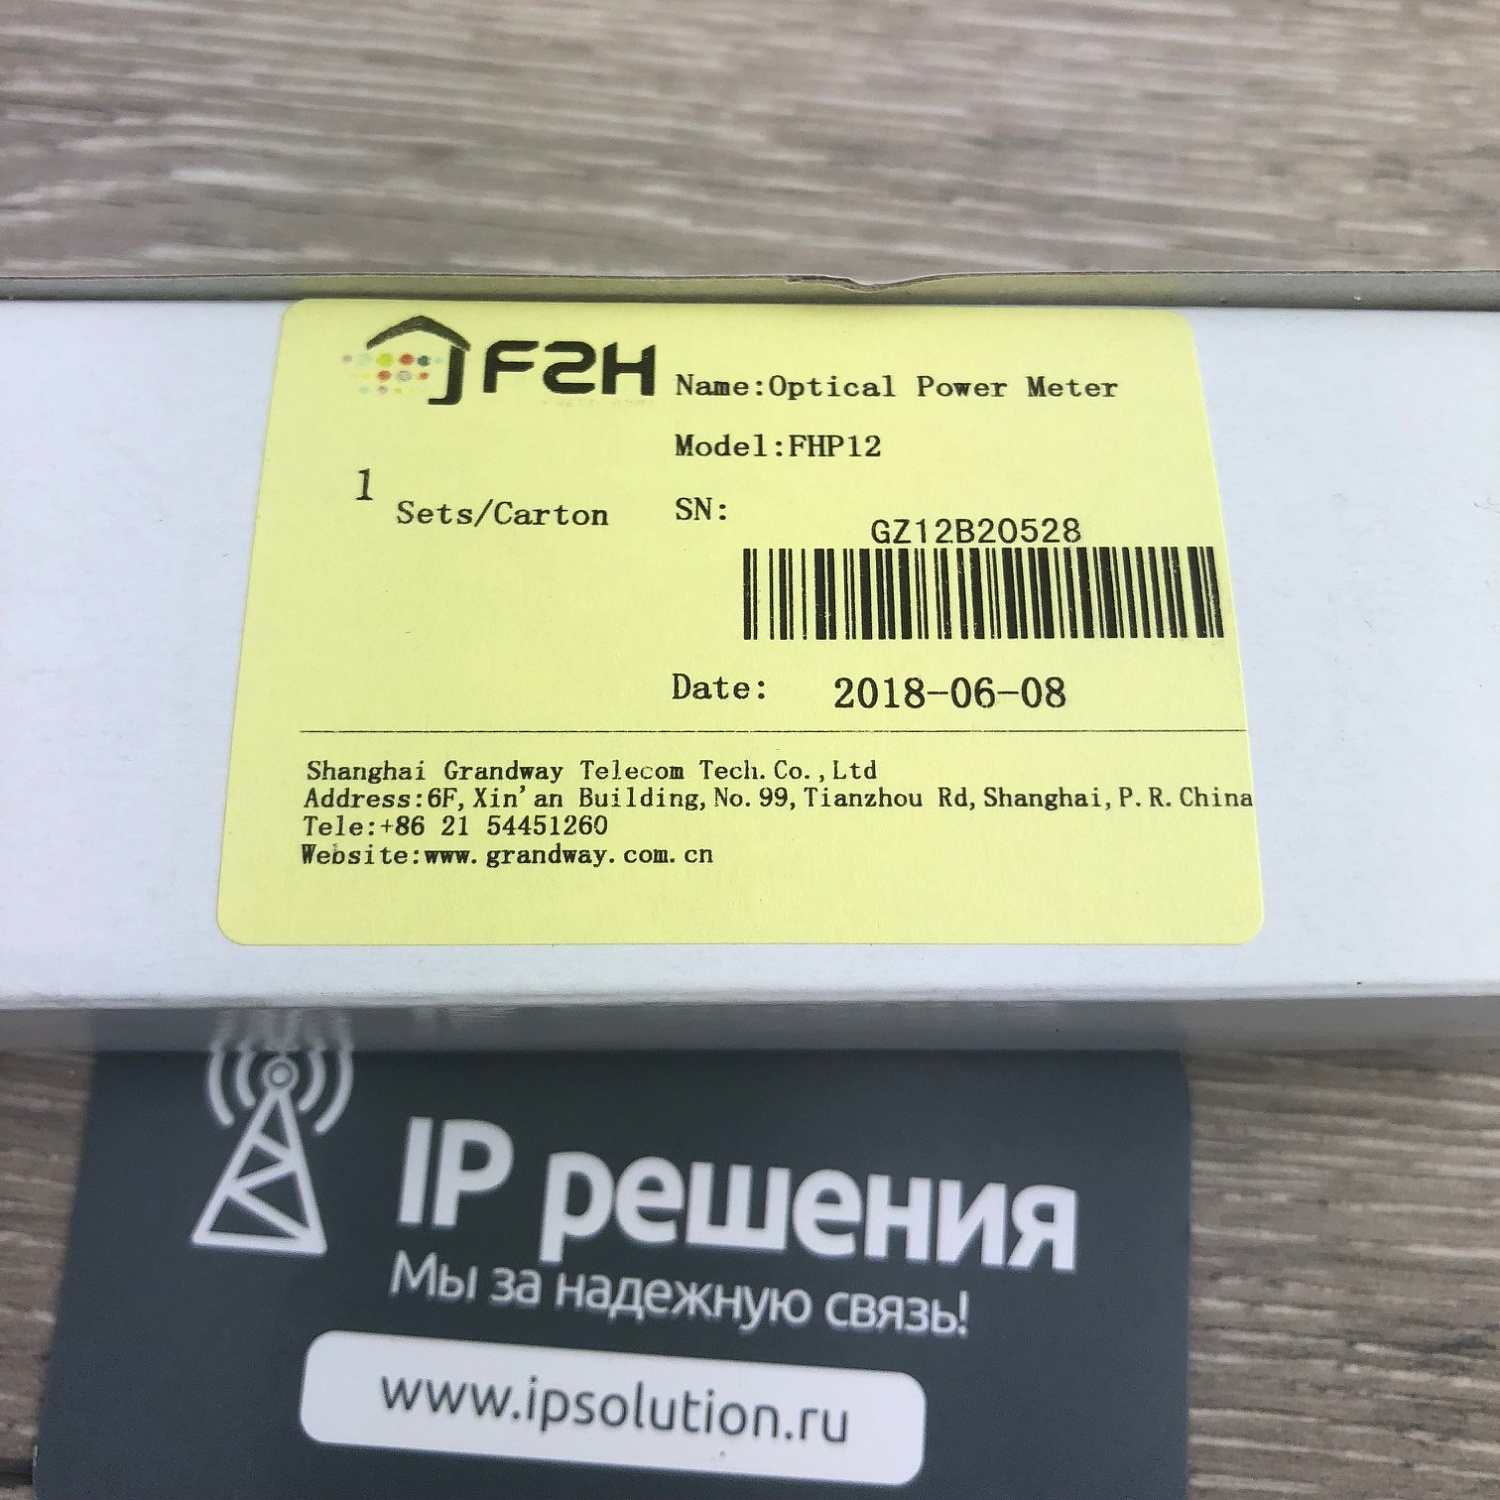 F2H
Name:Optical Power Meter
Model:FHP12
1 Sets/Carton
SN:
GZ12B20528
Date: 2018-06-08
Shanghai Grandway Telecom Tech.Co.,Ltd
Address:6F,Xin'an Building,No.99,Tianzhou Rd,Shanghai,P.R.China
Tele:+86 21 54451260
Website:www.grandway.com.cn
IP решения
Мы за надежную связь!
www.ipsolution.ru